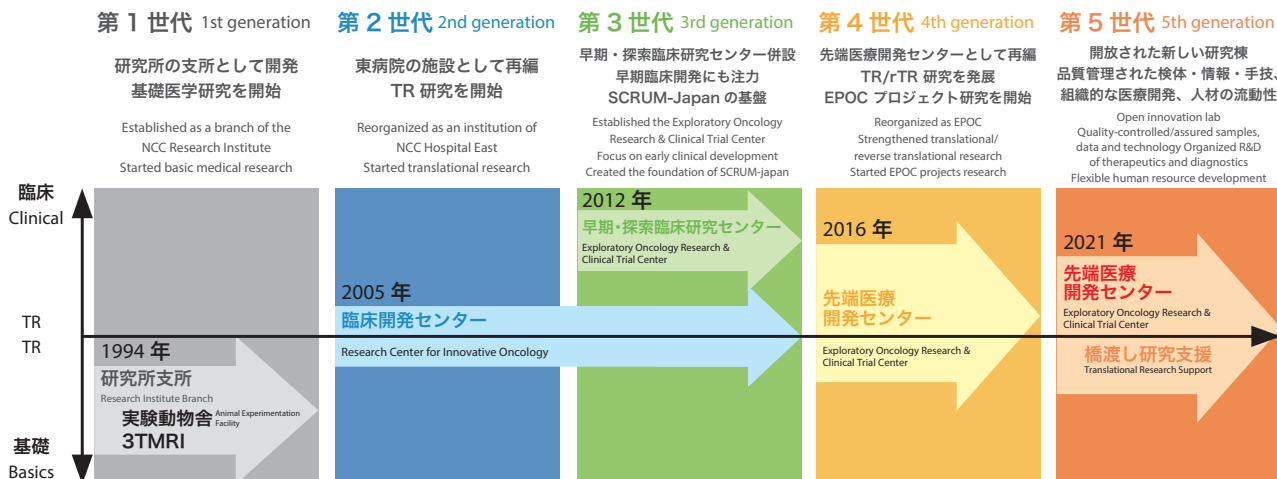 第 1 世代 1st generation
研究所の支所として開発
基礎医学研究を開始
Established as a branch of the
NCC Research Institute
Started basic medical research
第 2 世代 2nd generation
東病院の施設として再編
TR 研究を開始
Reorganized as an institution of
NCC Hospital East
Started translational research
第 3 世代 3rd generation
早期・探索臨床研究センター併設
早期臨床開発にも注力
SCRUM-Japan の基盤
Established the Exploratory Oncology
Research & Clinical Trial Center
Focus on early clinical development
Created the foundation of SCRUM-japan
第 4 世代 4th generation
先端医療開発センターとして再編
TR/rTR 研究を発展
EPOC プロジェクト研究を開始
Reorganized as EPOC
Strengthened translational/
reverse translational research
Started EPOC projects research
第 5 世代 5th generation
開放された新しい研究棟
品質管理された検体・情報・手技、
組織的な医療開発、人材の流動性
Open innovation lab
Quality-controlled/assured samples,
data and technology Organized R&D
of therapeutics and diagnostics
Flexible human resource development
臨床
Clinical
TR
TR
基礎
Basics
1994 年
研究所支所
Research Institute Branch
実験動物舎 Animal Experimentation
Facility
3TMRI
2005 年
臨床開発センター
Research Center for Innovative Oncology
2012 年
早期・探索臨床研究センター
Exploratory Oncology Research &
Clinical Trial Center
2016 年
先端医療
開発センター
Exploratory Oncology Research &
Clinical Trial Center
2021 年
先端医療
開発センター
Exploratory Oncology Research &
Clinical Trial Center
橋渡し研究支援
Translational Research Support